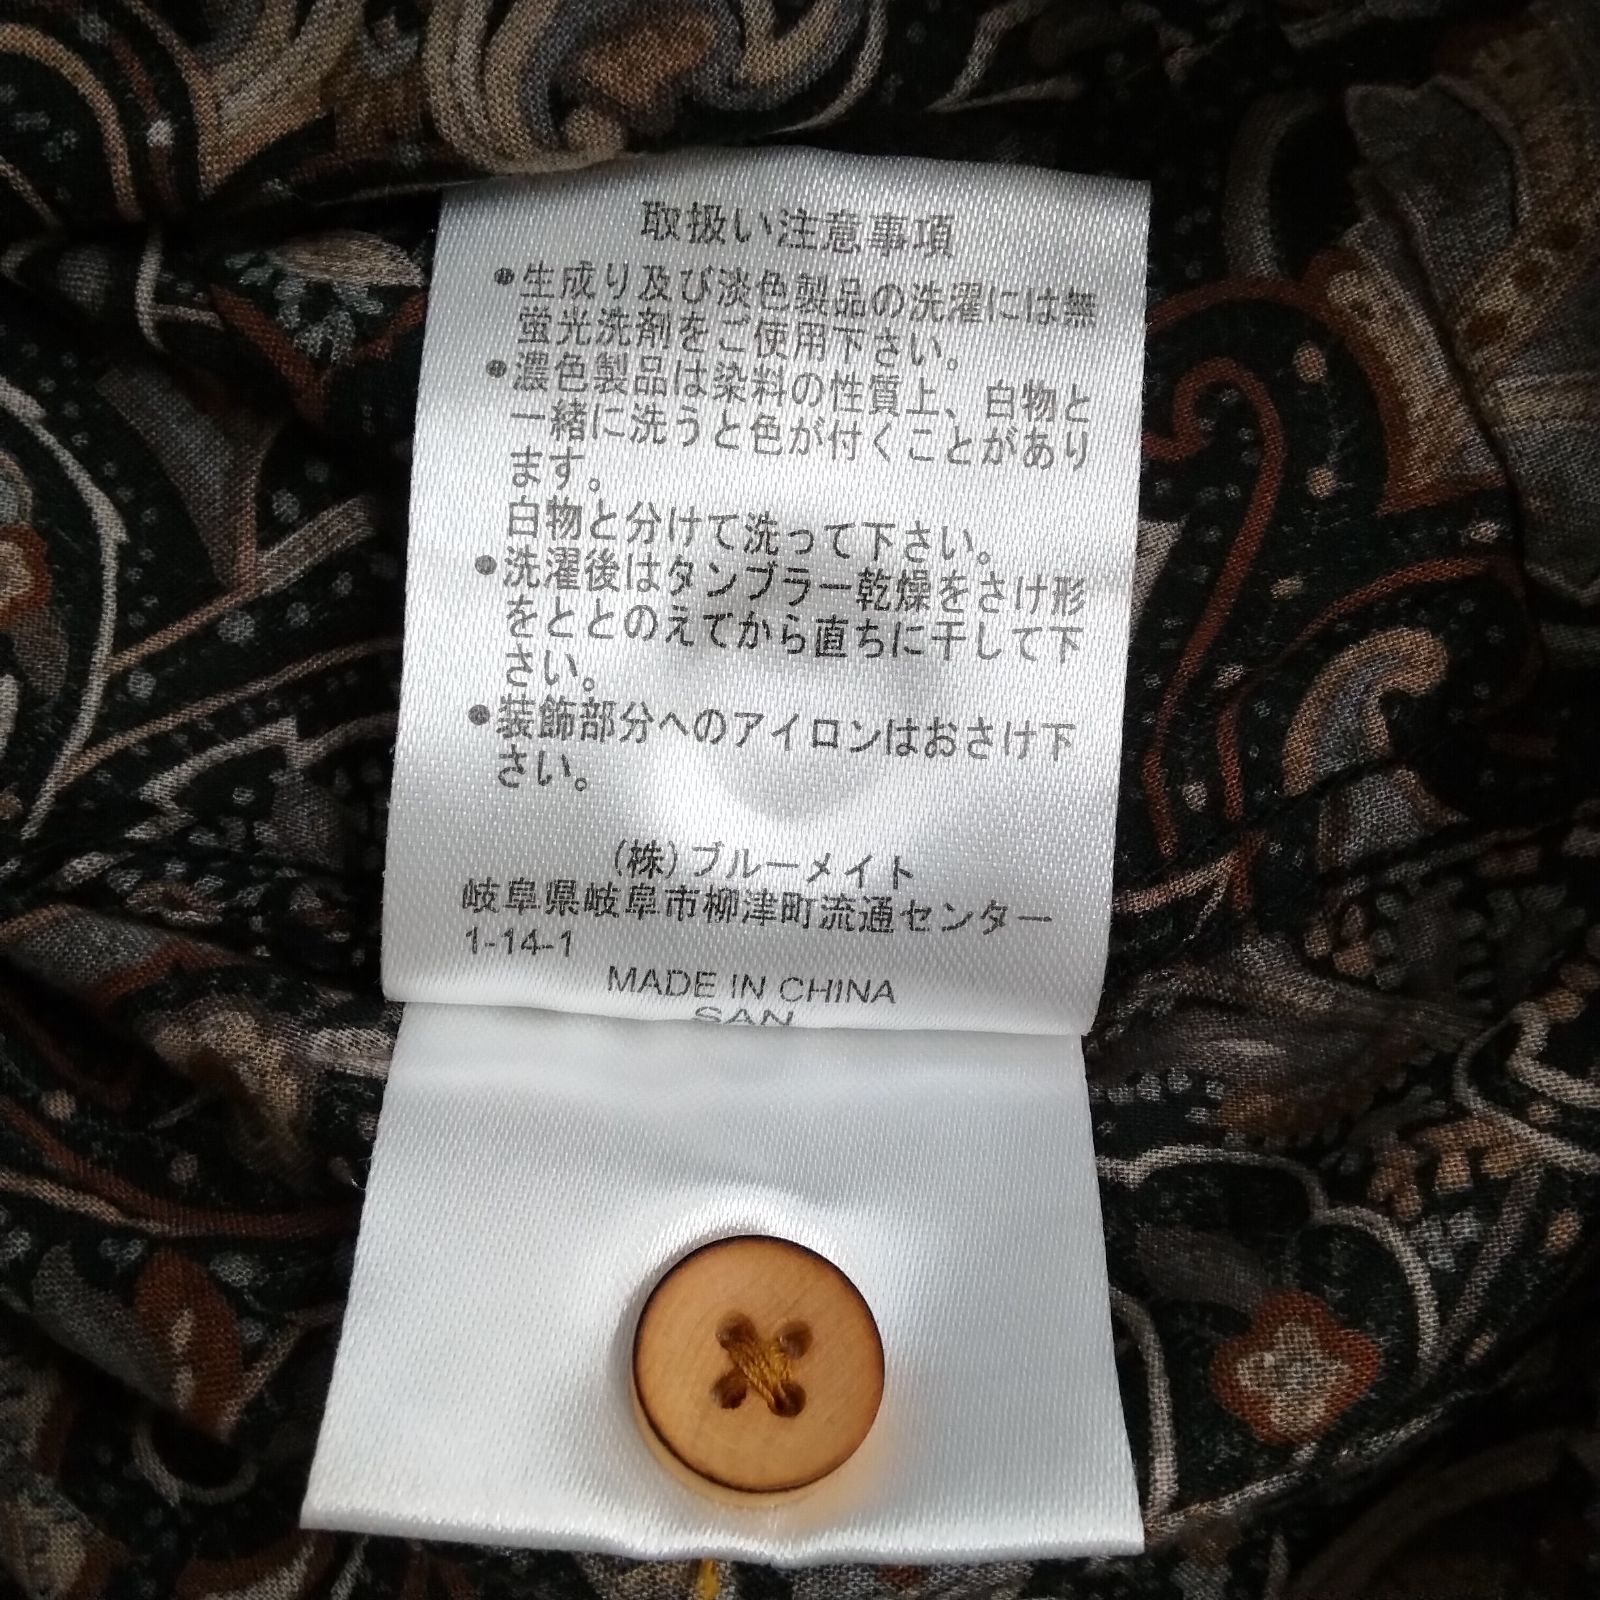 取扱い注意事項
●生成り及び淡色製品の洗濯には無
蛍光洗剤をご使用下さい。
●濃色製品は染料の性質上、白物と
一緒に洗うと色が付くことがあり
ます。
白物と分けて洗って下さい。
●洗濯後はタンブラー乾燥をさけ形
をととのえてから直ちに干して下
さい。
●装飾部分へのアイロンはおさけ下
さい。
(株)ブルーメイト
岐阜県岐阜市柳津町流通センター
1-14-1
MADE IN CHINA
SAN